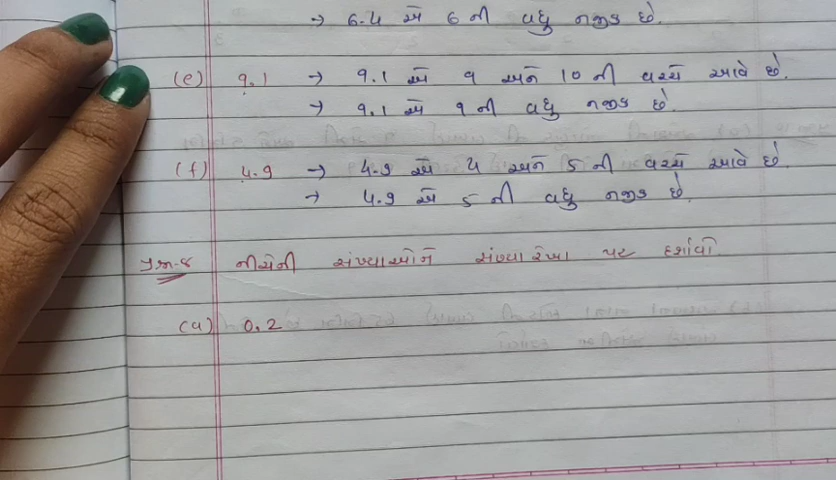 → 6.4 એ 6 ની વધુ નજીક છે.
(e) 9.1 → 9.1 એ 9 અને 10 ની વચ્ચે આવે છે.
→ 9.1 એ 9 ની વધુ નજીક છે.
(f) 4.9 → 4.9 એ 4 અને 5 ની વચ્ચે આવે છે.
→ 4.9 એ 5 ની વધુ નજીક છે.
પ્રશ્ન-૪ નીચેની સંખ્યાઓને સંખ્યા રેખા પર દર્શાવો
(a) 0.2